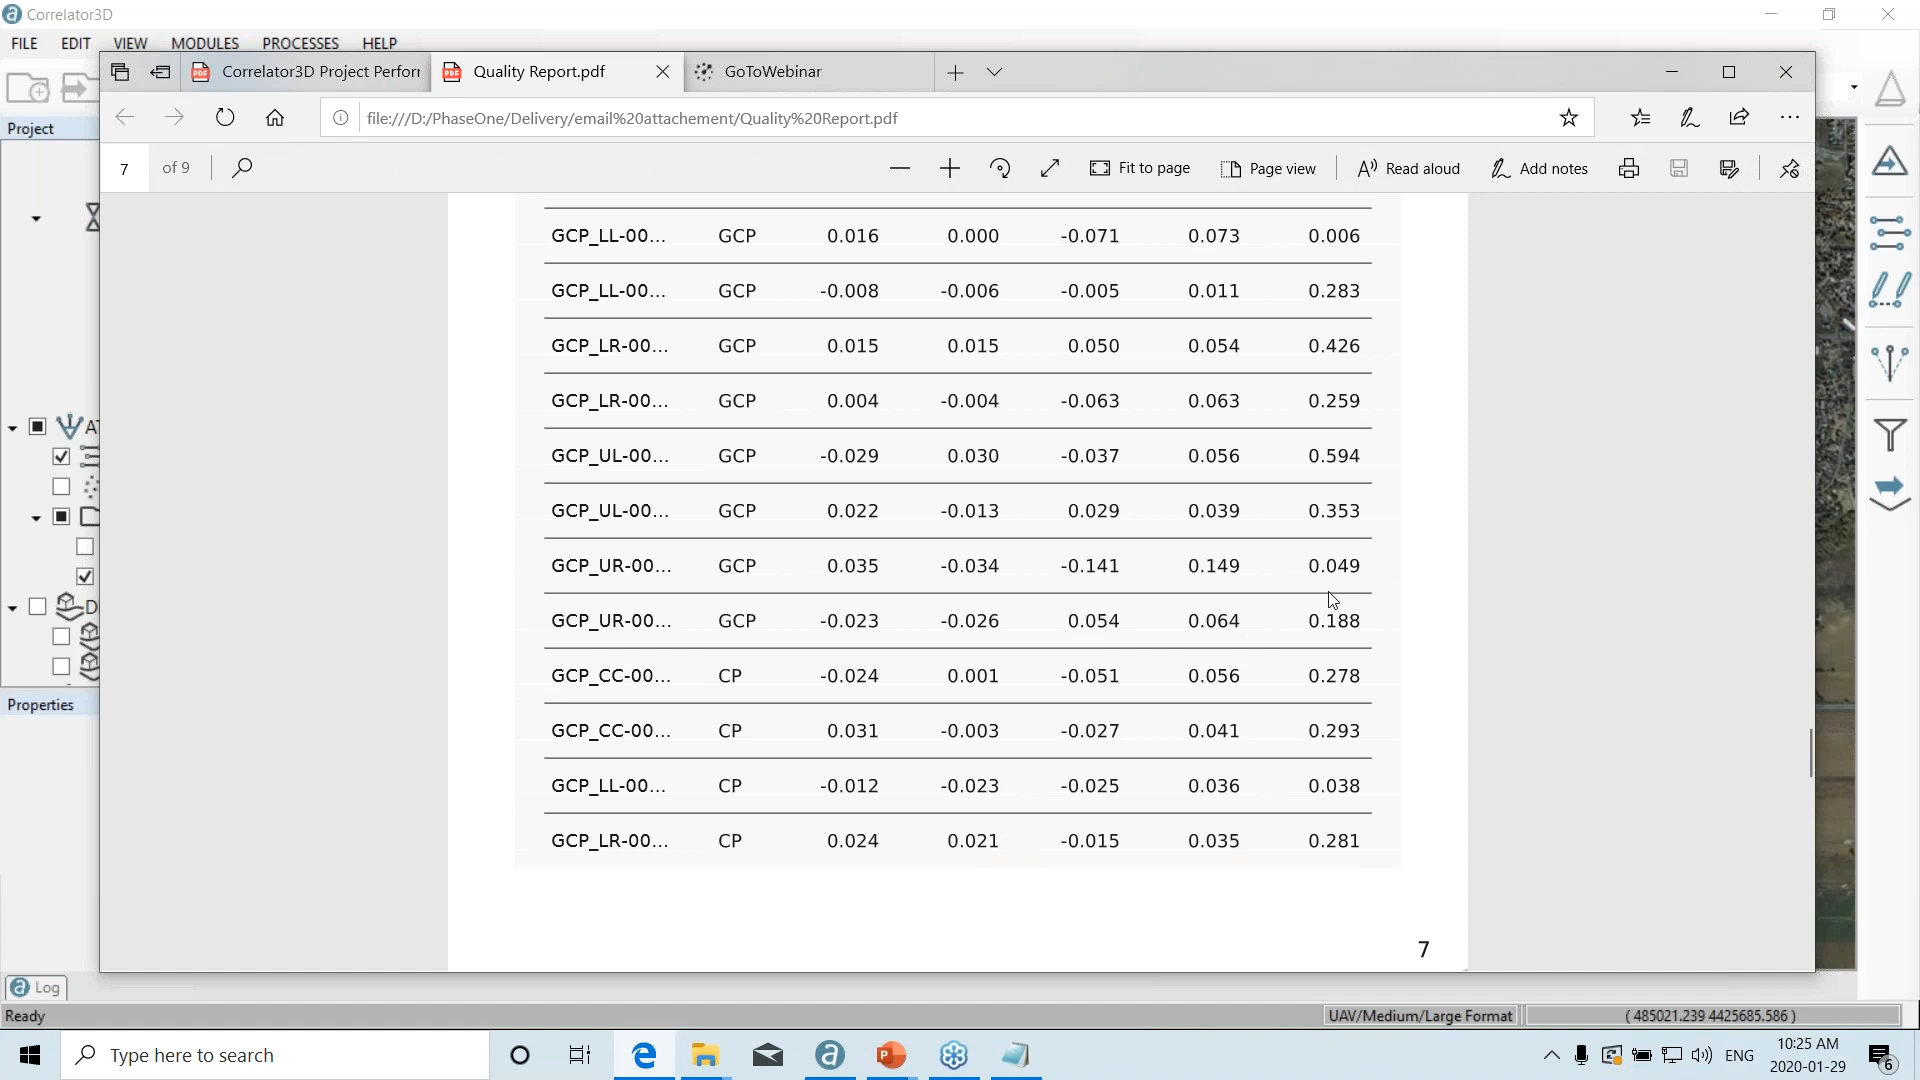 Correlator3D
FILE EDIT VIEW MODULES PROCESSES HELP
Correlator3D Project Perfor
Quality Report.pdf
GoToWebinar
file:///D:/PhaseOne/Delivery/email%20attachement/Quality%20Report.pdf
7 of 9
Fit to page
Page view
Read aloud
Add notes
Project
GCP_LL-00... GCP 0.016 0.000 -0.071 0.073 0.006
GCP_LL-00... GCP -0.008 -0.006 -0.005 0.011 0.283
GCP_LR-00... GCP 0.015 0.015 0.050 0.054 0.426
GCP_LR-00... GCP 0.004 -0.004 -0.063 0.063 0.259
GCP_UL-00... GCP -0.029 0.030 -0.037 0.056 0.594
GCP_UL-00... GCP 0.022 -0.013 0.029 0.039 0.353
GCP_UR-00... GCP 0.035 -0.034 -0.141 0.149 0.049
GCP_UR-00... GCP -0.023 -0.026 0.054 0.064 0.188
GCP_CC-00... CP -0.024 0.001 -0.051 0.056 0.278
GCP_CC-00... CP 0.031 -0.003 -0.027 0.041 0.293
GCP_LL-00... CP -0.012 -0.023 -0.025 0.036 0.038
GCP_LR-00... CP 0.024 0.021 -0.015 0.035 0.281
7
Properties
Log
Ready
UAV/Medium/Large Format
( 485021.239 4425685.586 )
Type here to search
ENG
10:25 AM
2020-01-29
6